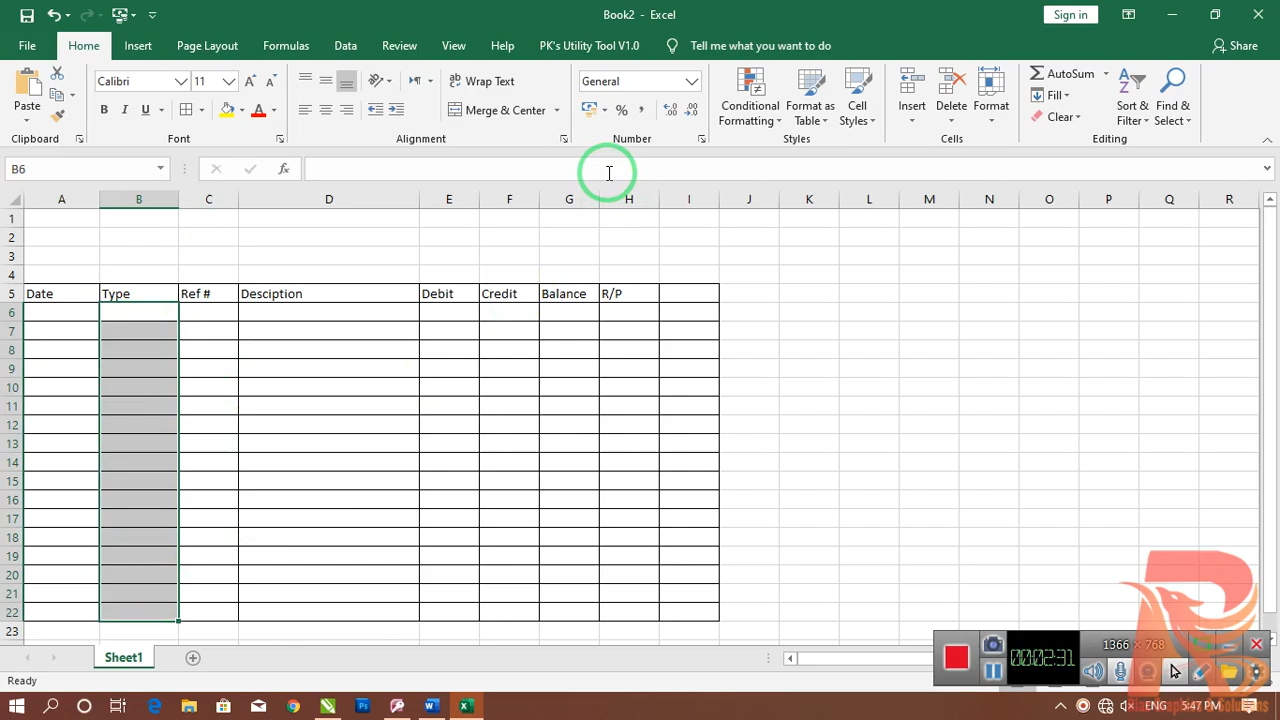 Book2 - Excel
Sign in
File Home Insert Page Layout Formulas Data Review View Help PK's Utility Tool V1.0 Tell me what you want to do Share
Paste
Calibri 11
Wrap Text
General
Conditional Formatting
Format as Table
Cell Styles
Insert
Delete
Format
AutoSum
Fill
Clear
Sort & Filter
Find & Select
B I U
Merge & Center
%
Clipboard Font Alignment Number Styles Cells Editing
B6 fx
A B C D E F G H I J K L M N O P Q R
1
2
3
4
5 Date Type Ref # Desciption Debit Credit Balance R/P
6
7
8
9
10
11
12
13
14
15
16
17
18
19
20
21
22
23
00:02:31
1366 × 768
Sheet1
Ready
ENG 5:47 PM